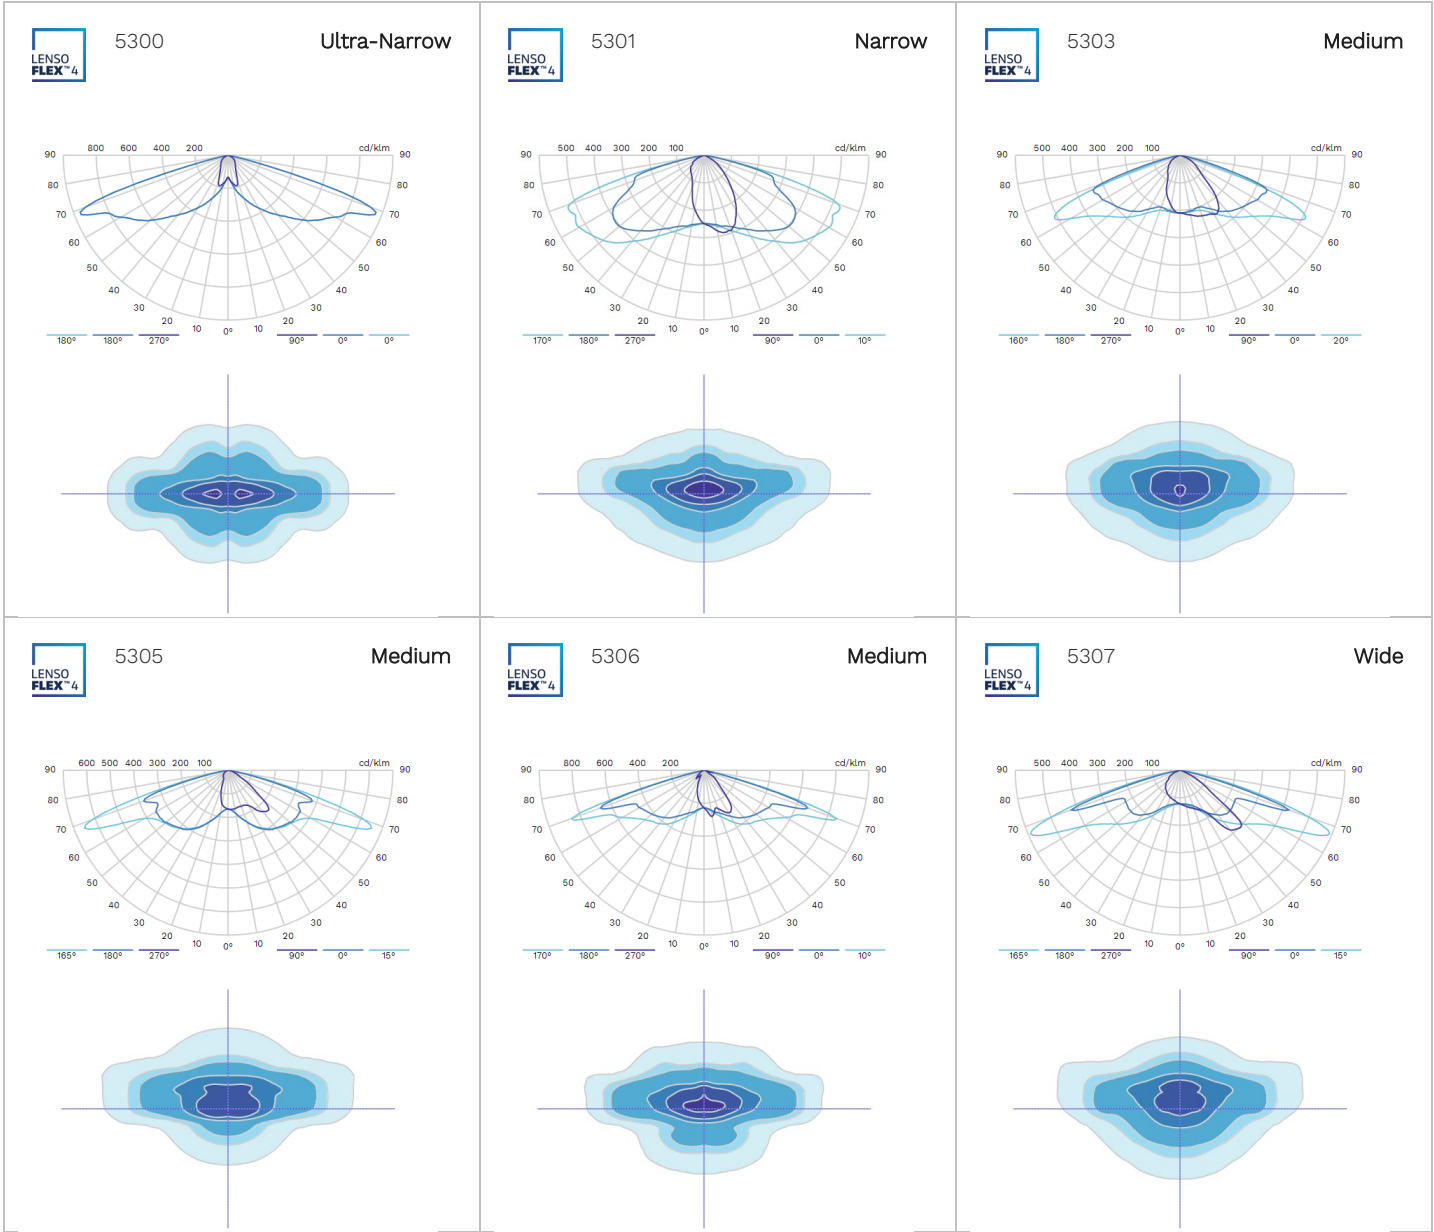 LENSO
FLEX™4
5300
Ultra-Narrow
90 800 600 400 200 cd/klm 90
80 80
70 70
60 60
50 50
40 40
30 30
20 10 0° 10 20
180° 180° 270° 90° 0° 0°
LENSO
FLEX™4
5301
Narrow
90 500 400 300 200 100 cd/klm 90
80 80
70 70
60 60
50 50
40 40
30 30
20 10 0° 10 20
170° 180° 270° 90° 0° 10°
LENSO
FLEX™4
5303
Medium
90 500 400 300 200 100 cd/klm 90
80 80
70 70
60 60
50 50
40 40
30 30
20 10 0° 10 20
160° 180° 270° 90° 0° 20°
LENSO
FLEX™4
5305
Medium
90 600 500 400 300 200 100 cd/klm 90
80 80
70 70
60 60
50 50
40 40
30 30
20 10 0° 10 20
165° 180° 270° 90° 0° 15°
LENSO
FLEX™4
5306
Medium
90 800 600 400 200 cd/klm 90
80 80
70 70
60 60
50 50
40 40
30 30
20 10 0° 10 20
170° 180° 270° 90° 0° 10°
LENSO
FLEX™4
5307
Wide
90 500 400 300 200 100 cd/klm 90
80 80
70 70
60 60
50 50
40 40
30 30
20 10 0° 10 20
165° 180° 270° 90° 0° 15°